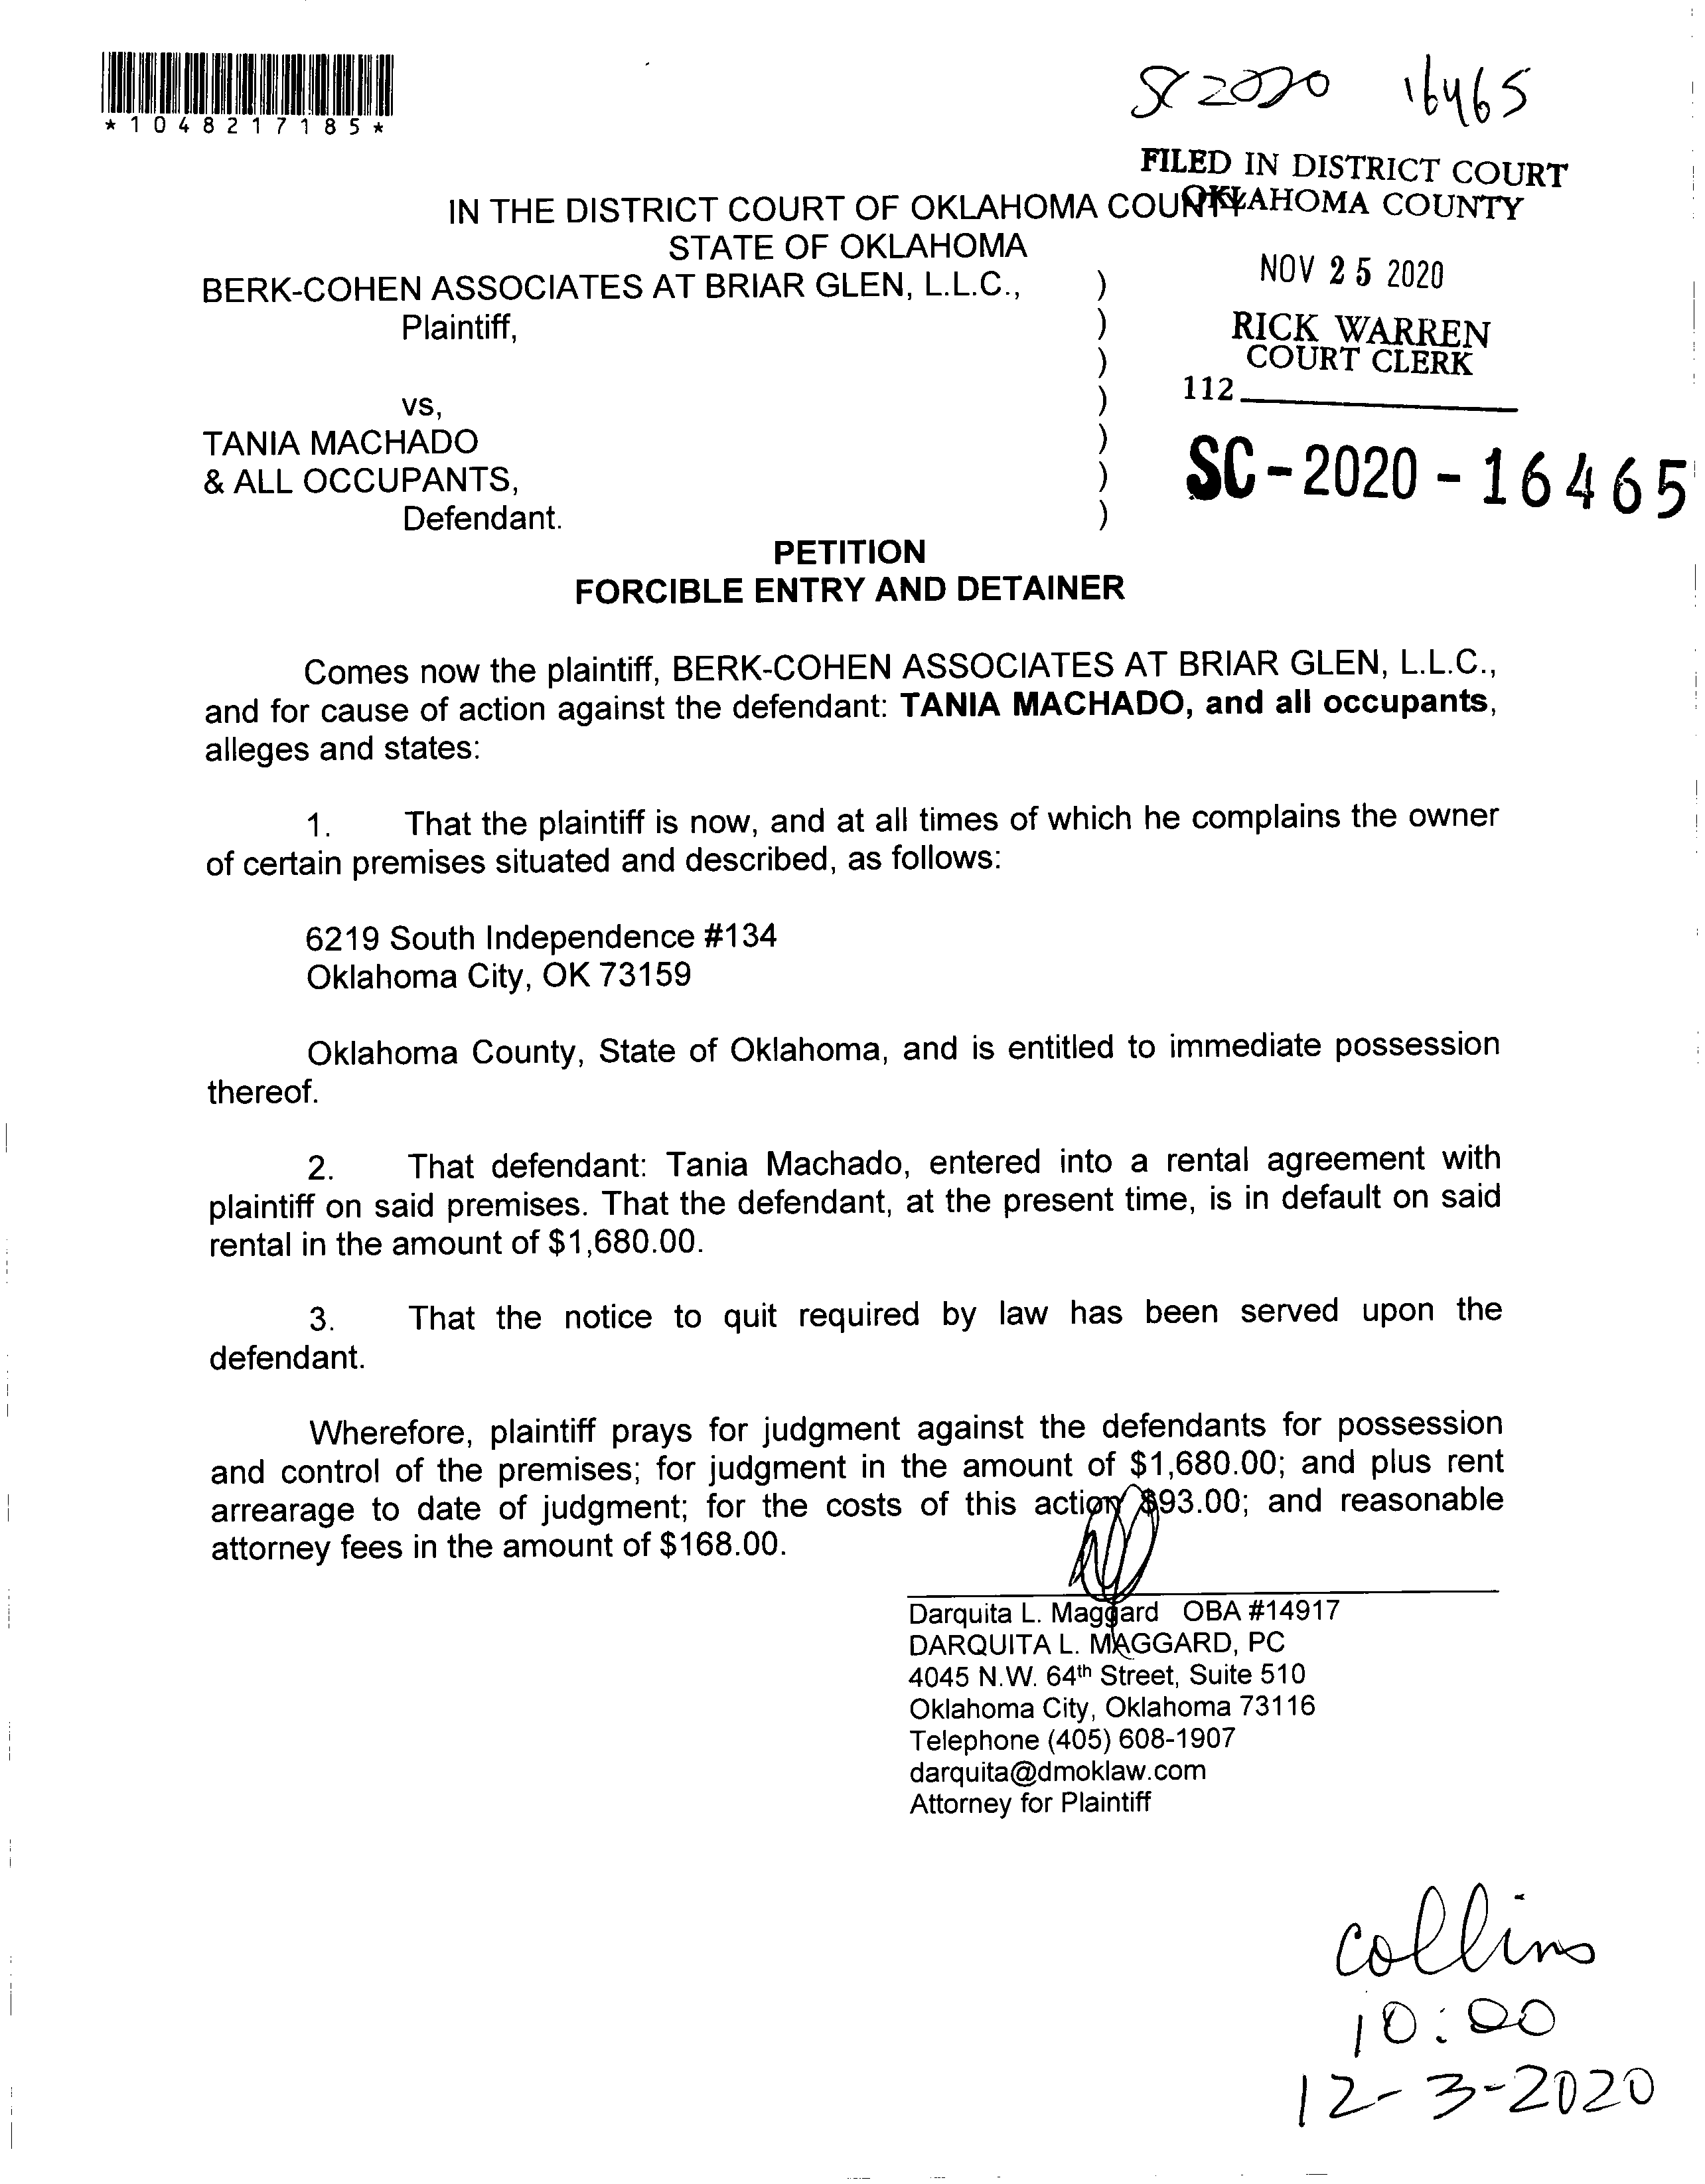 *1048217185*
SC 2020 16465
FILED IN DISTRICT COURT
OKLAHOMA COUNTY
IN THE DISTRICT COURT OF OKLAHOMA COUNTY
STATE OF OKLAHOMA
NOV 25 2020
RICK WARREN
COURT CLERK
112
SC-2020-16465
BERK-COHEN ASSOCIATES AT BRIAR GLEN, L.L.C., )
Plaintiff, )
)
vs, )
TANIA MACHADO )
& ALL OCCUPANTS, )
Defendant. )
PETITION
FORCIBLE ENTRY AND DETAINER
Comes now the plaintiff, BERK-COHEN ASSOCIATES AT BRIAR GLEN, L.L.C.,
and for cause of action against the defendant: TANIA MACHADO, and all occupants,
alleges and states:
1. That the plaintiff is now, and at all times of which he complains the owner
of certain premises situated and described, as follows:
6219 South Independence #134
Oklahoma City, OK 73159
Oklahoma County, State of Oklahoma, and is entitled to immediate possession
thereof.
2. That defendant: Tania Machado, entered into a rental agreement with
plaintiff on said premises. That the defendant, at the present time, is in default on said
rental in the amount of $1,680.00.
3. That the notice to quit required by law has been served upon the
defendant.
Wherefore, plaintiff prays for judgment against the defendants for possession
and control of the premises; for judgment in the amount of $1,680.00; and plus rent
arrearage to date of judgment; for the costs of this action $93.00; and reasonable
attorney fees in the amount of $168.00.
Darquita L. Maggard OBA #14917
DARQUITA L. MAGGARD, PC
4045 N.W. 64th Street, Suite 510
Oklahoma City, Oklahoma 73116
Telephone (405) 608-1907
darquita@dmoklaw.com
Attorney for Plaintiff
Collins
10:00
12-3-2020